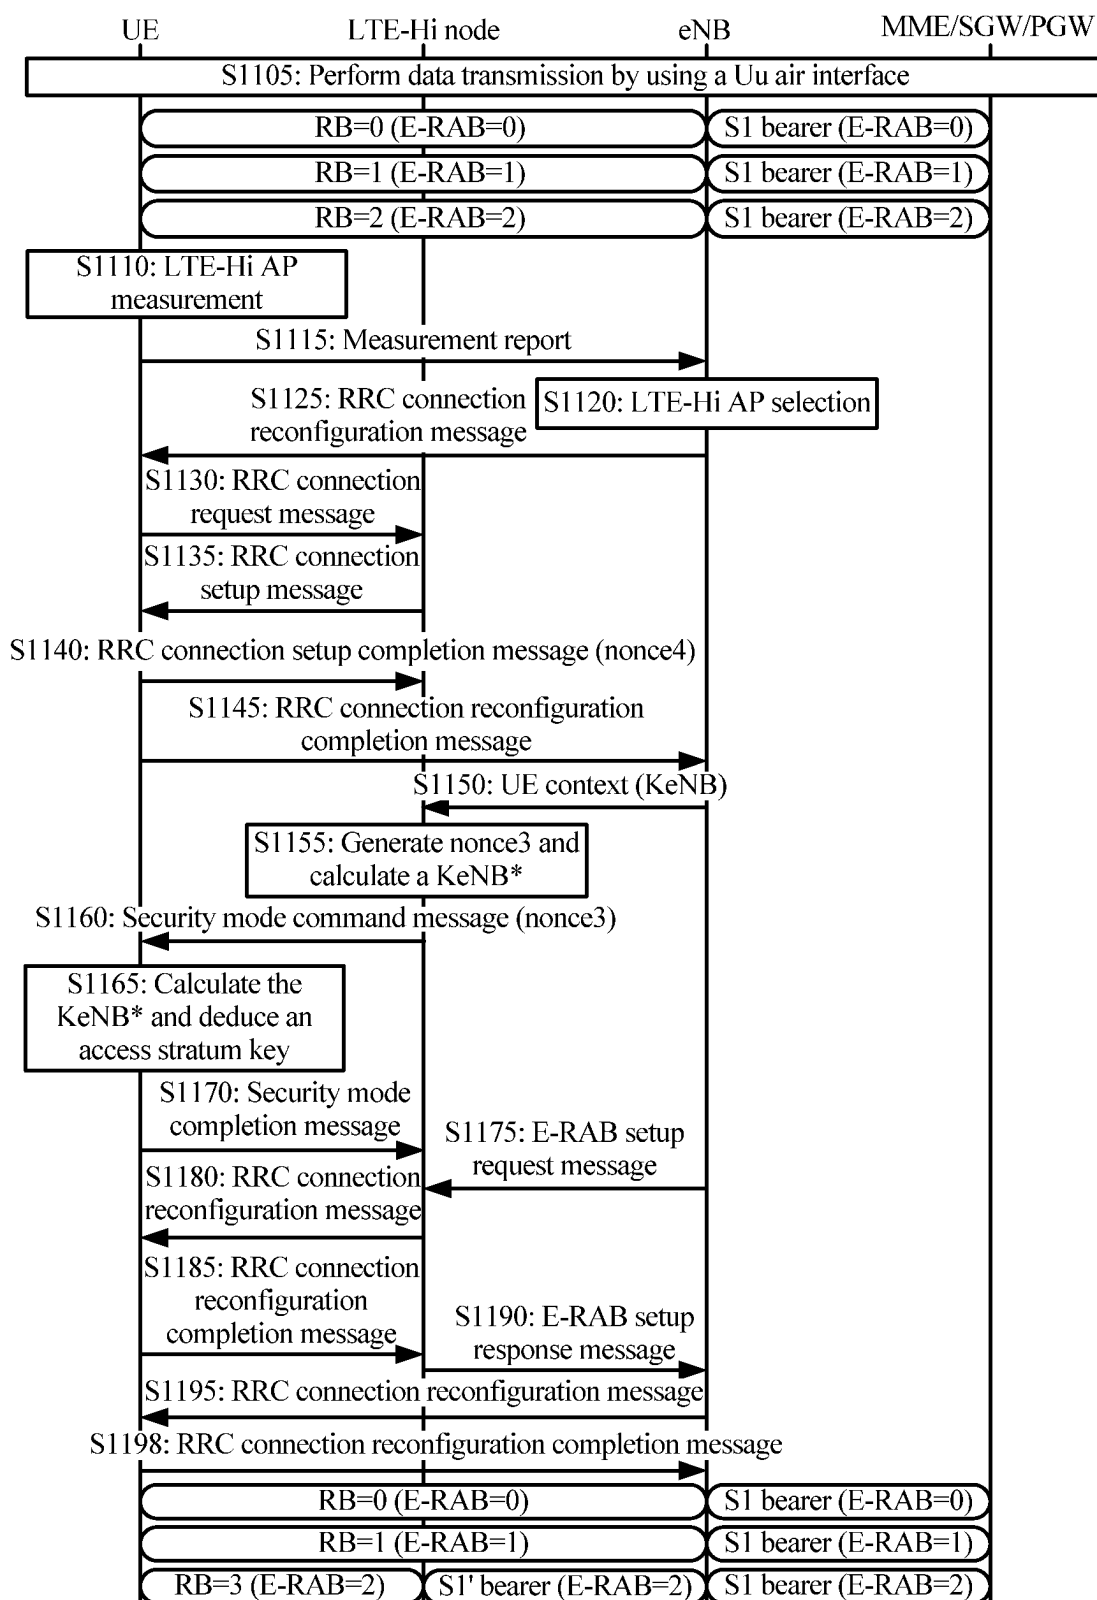 UE LTE-Hi node eNB MME/SGW/PGW
S1105: Perform data transmission by using a Uu air interface
RB=0 (E-RAB=0) S1 bearer (E-RAB=0)
RB=1 (E-RAB=1) S1 bearer (E-RAB=1)
RB=2 (E-RAB=2) S1 bearer (E-RAB=2)
S1110: LTE-Hi AP
measurement
S1115: Measurement report
S1120: LTE-Hi AP selection
S1125: RRC connection
reconfiguration message
S1130: RRC connection
request message
S1135: RRC connection
setup message
S1140: RRC connection setup completion message (nonce4)
S1145: RRC connection reconfiguration
completion message
S1150: UE context (KeNB)
S1155: Generate nonce3 and
calculate a KeNB*
S1160: Security mode command message (nonce3)
S1165: Calculate the
KeNB* and deduce an
access stratum key
S1170: Security mode
completion message
S1175: E-RAB setup
request message
S1180: RRC connection
reconfiguration message
S1185: RRC connection
reconfiguration
completion message
S1190: E-RAB setup
response message
S1195: RRC connection reconfiguration message
S1198: RRC connection reconfiguration completion message
RB=0 (E-RAB=0) S1 bearer (E-RAB=0)
RB=1 (E-RAB=1) S1 bearer (E-RAB=1)
RB=3 (E-RAB=2) S1' bearer (E-RAB=2) S1 bearer (E-RAB=2)